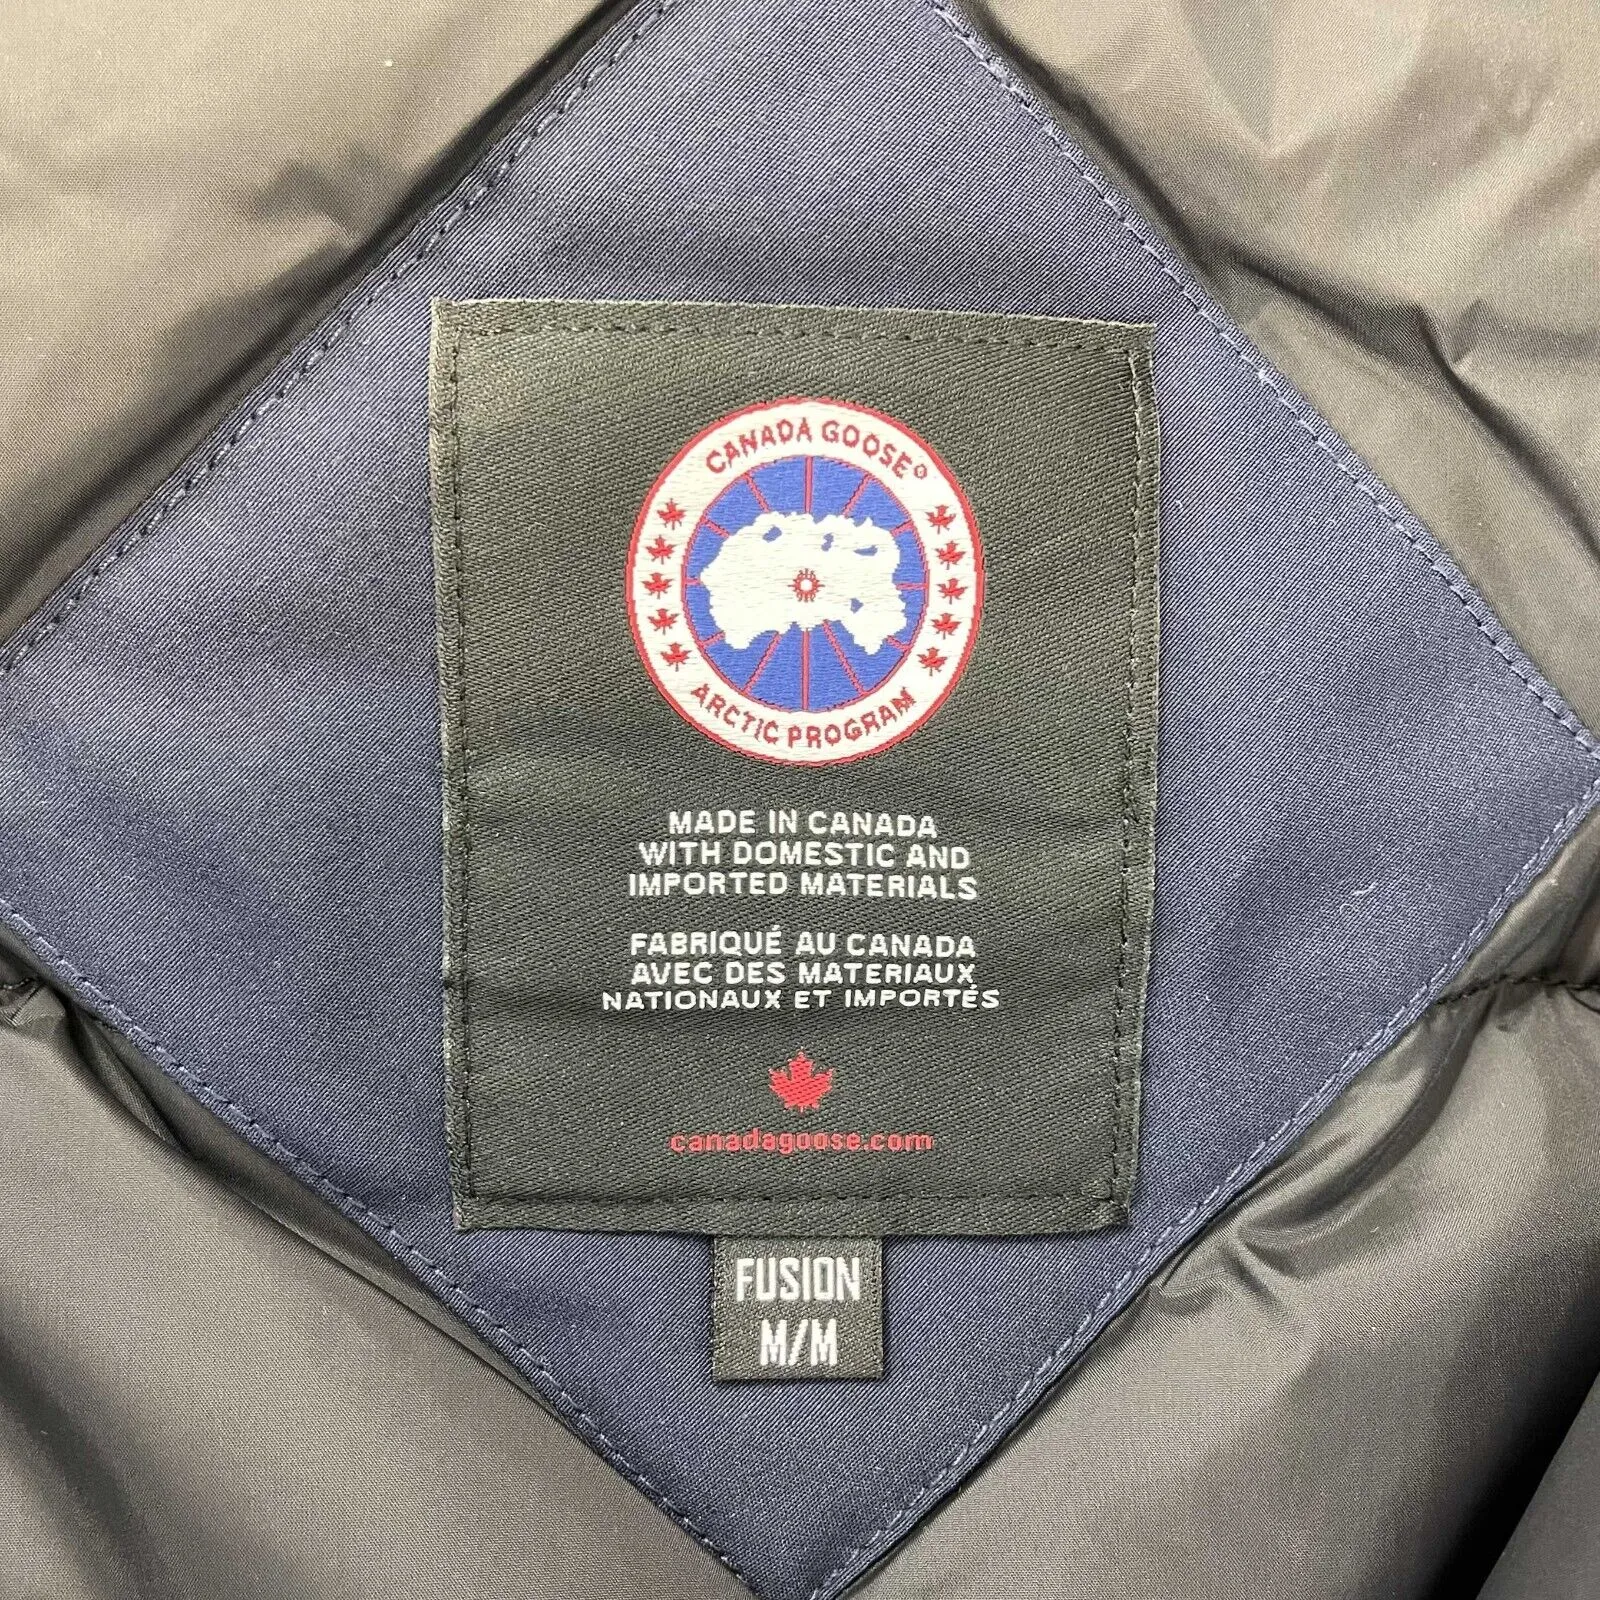 CANADA GOOSE
ARCTIC PROGRAM
MADE IN CANADA
WITH DOMESTIC AND
IMPORTED MATERIALS
FABRIQUÉ AU CANADA
AVEC DES MATERIAUX
NATIONAUX ET IMPORTÉS
canadagoose.com
FUSION
M/M